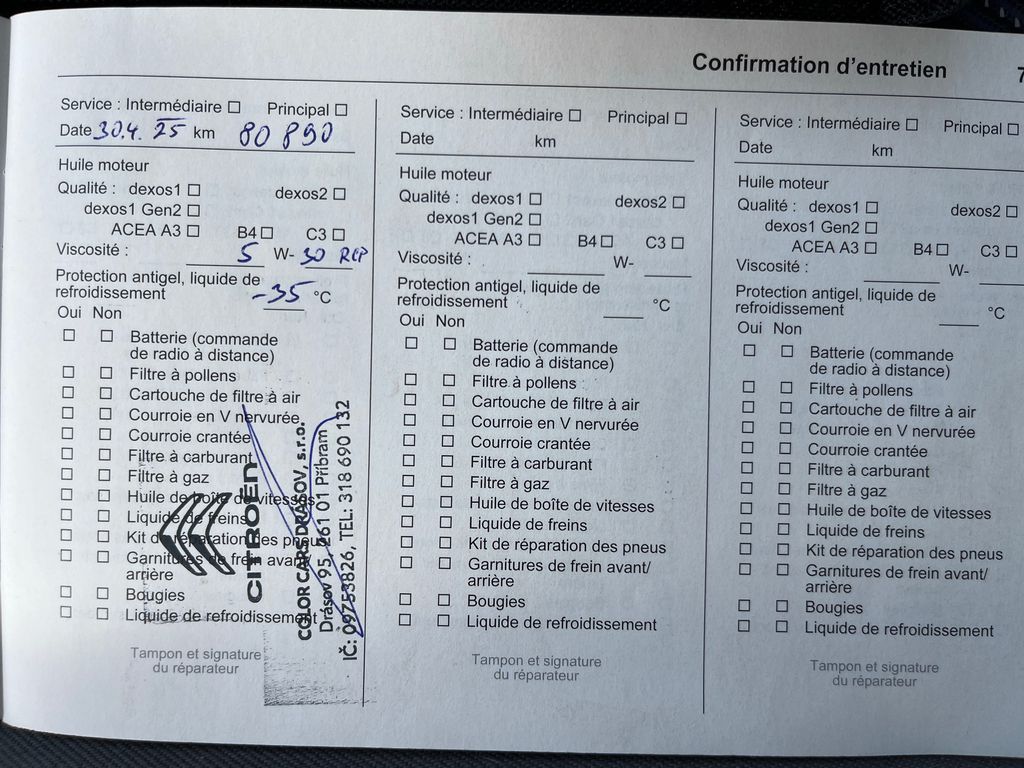 Confirmation d'entretien
7
Service : Intermédiaire ☐ Principal ☐
Date 30.4. 25 km 80 890
Huile moteur
Qualité : dexos1 ☐ dexos2 ☐
dexos1 Gen2 ☐
ACEA A3 ☐ B4 ☐ C3 ☐
Viscosité : 5 W- 30 RCP
Protection antigel, liquide de
refroidissement -35 °C
Oui Non
☐ ☐ Batterie (commande
de radio à distance)
☐ ☐ Filtre à pollens
☐ ☐ Cartouche de filtre à air
☐ ☐ Courroie en V nervurée
☐ ☐ Courroie crantée
☐ ☐ Filtre à carburant
☐ ☐ Filtre à gaz
☐ ☐ Huile de boîte de vitesses
☐ ☐ Liquide de freins
☐ ☐ Kit de réparation des pneus
☐ ☐ Garnitures de frein avant/
arrière
☐ ☐ Bougies
☐ ☐ Liquide de refroidissement
CITROËN
COLOR CARS DRÁSOV, s.r.o.
Drásov 95, 261 01 Příbram
IČ: 09753826, TEL: 318 690 132
Tampon et signature
du réparateur
Service : Intermédiaire ☐ Principal ☐
Date km
Huile moteur
Qualité : dexos1 ☐ dexos2 ☐
dexos1 Gen2 ☐
ACEA A3 ☐ B4 ☐ C3 ☐
Viscosité : W-
Protection antigel, liquide de
refroidissement °C
Oui Non
☐ ☐ Batterie (commande
de radio à distance)
☐ ☐ Filtre à pollens
☐ ☐ Cartouche de filtre à air
☐ ☐ Courroie en V nervurée
☐ ☐ Courroie crantée
☐ ☐ Filtre à carburant
☐ ☐ Filtre à gaz
☐ ☐ Huile de boîte de vitesses
☐ ☐ Liquide de freins
☐ ☐ Kit de réparation des pneus
☐ ☐ Garnitures de frein avant/
arrière
☐ ☐ Bougies
☐ ☐ Liquide de refroidissement
Tampon et signature
du réparateur
Service : Intermédiaire ☐ Principal ☐
Date km
Huile moteur
Qualité : dexos1 ☐ dexos2 ☐
dexos1 Gen2 ☐
ACEA A3 ☐ B4 ☐ C3 ☐
Viscosité : W-
Protection antigel, liquide de
refroidissement °C
Oui Non
☐ ☐ Batterie (commande
de radio à distance)
☐ ☐ Filtre à pollens
☐ ☐ Cartouche de filtre à air
☐ ☐ Courroie en V nervurée
☐ ☐ Courroie crantée
☐ ☐ Filtre à carburant
☐ ☐ Filtre à gaz
☐ ☐ Huile de boîte de vitesses
☐ ☐ Liquide de freins
☐ ☐ Kit de réparation des pneus
☐ ☐ Garnitures de frein avant/
arrière
☐ ☐ Bougies
☐ ☐ Liquide de refroidissement
Tampon et signature
du réparateur